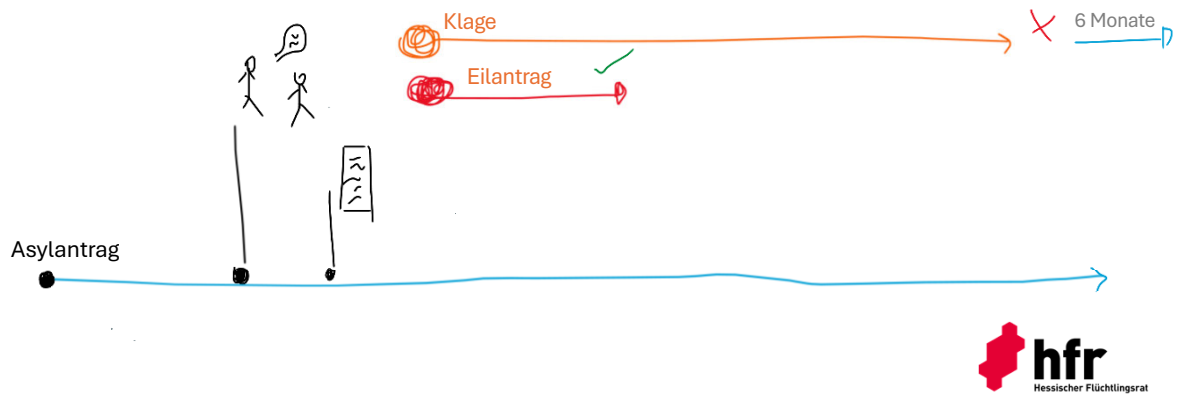 Klage
6 Monate
Eilantrag
Asylantrag
hfr
Hessischer Flüchtlingsrat